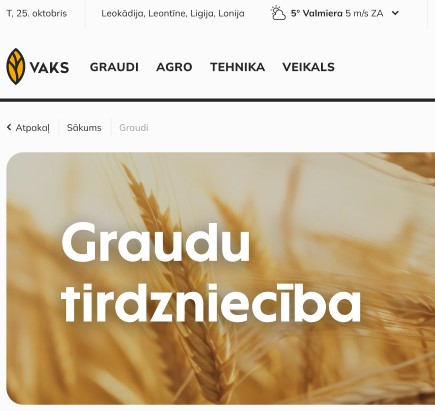 T, 25. oktobris Leokādija, Leontīne, Ligija, Lonija 5° Valmiera 5 m/s ZA
VAKS GRAUDI AGRO TEHNIKA VEIKALS
Atpakaļ Sākums Graudi
Graudu
tirdzniecība